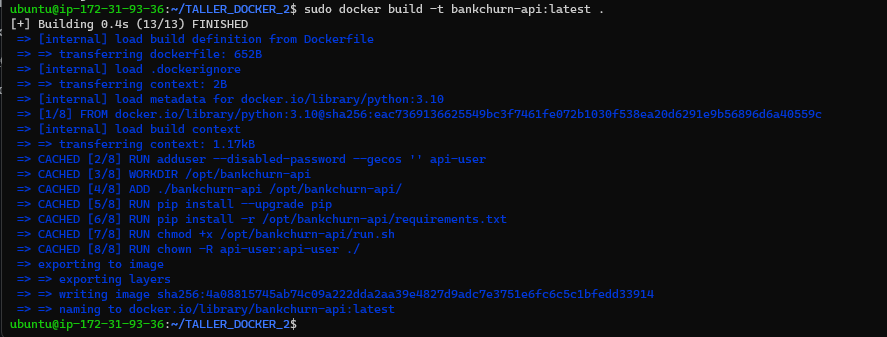 ubuntu@ip-172-31-93-36:~/TALLER_DOCKER_2$ sudo docker build -t bankchurn-api:latest .
[+] Building 0.4s (13/13) FINISHED
=> [internal] load build definition from Dockerfile
=> => transferring dockerfile: 652B
=> [internal] load .dockerignore
=> => transferring context: 2B
=> [internal] load metadata for docker.io/library/python:3.10
=> [1/8] FROM docker.io/library/python:3.10@sha256:eac7369136625549bc3f7461fe072b1030f538ea20d6291e9b56896d6a40559c
=> [internal] load build context
=> => transferring context: 1.17kB
=> CACHED [2/8] RUN adduser --disabled-password --gecos '' api-user
=> CACHED [3/8] WORKDIR /opt/bankchurn-api
=> CACHED [4/8] ADD ./bankchurn-api /opt/bankchurn-api/
=> CACHED [5/8] RUN pip install --upgrade pip
=> CACHED [6/8] RUN pip install -r /opt/bankchurn-api/requirements.txt
=> CACHED [7/8] RUN chmod +x /opt/bankchurn-api/run.sh
=> CACHED [8/8] RUN chown -R api-user:api-user ./
=> exporting to image
=> => exporting layers
=> => writing image sha256:4a08815745ab74c09a222dda2aa39e4827d9adc7e3751e6fc6c5c1bfedd33914
=> => naming to docker.io/library/bankchurn-api:latest
ubuntu@ip-172-31-93-36:~/TALLER_DOCKER_2$